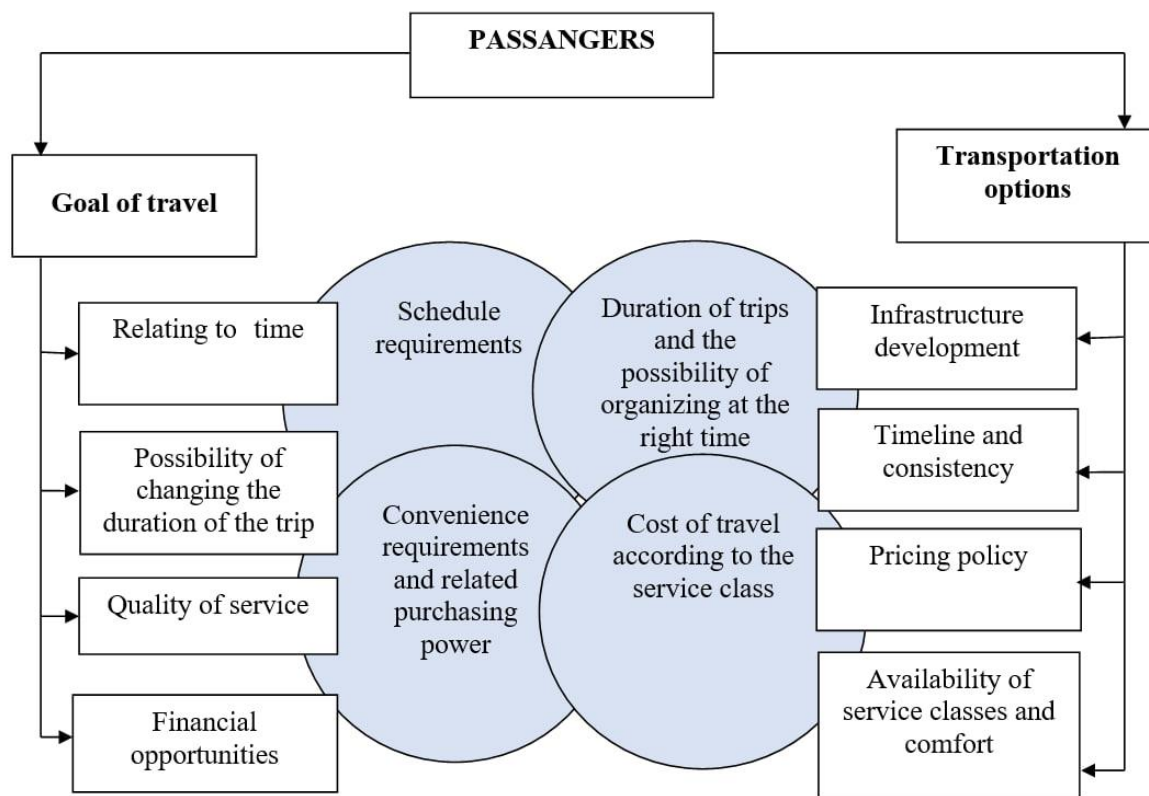 PASSANGERS
Goal of travel
Transportation
options
Relating to time
Possibility of
changing the
duration of the trip
Quality of service
Financial
opportunities
Schedule
requirements
Duration of trips
and the
possibility of
organizing at the
right time
Convenience
requirements
and related
purchasing
power
Cost of travel
according to the
service class
Infrastructure
development
Timeline and
consistency
Pricing policy
Availability of
service classes and
comfort